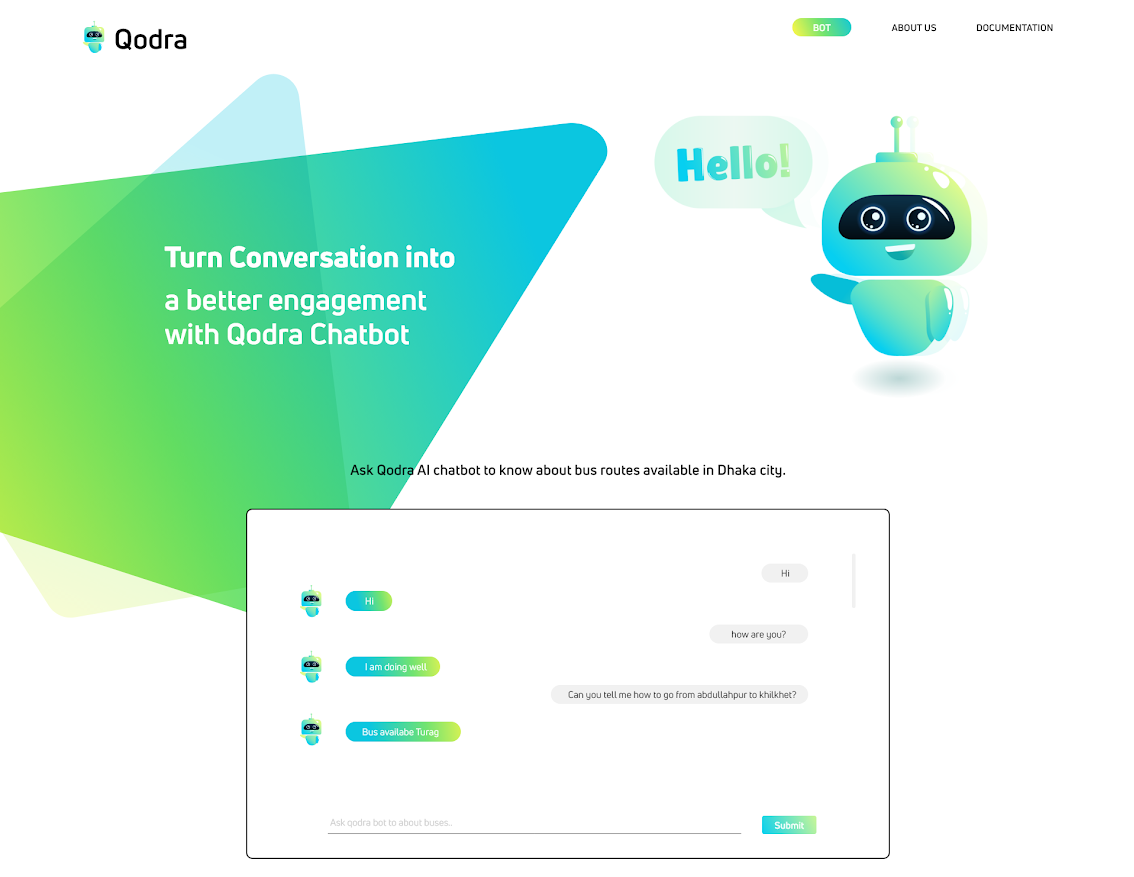 Qodra
BOT
ABOUT US
DOCUMENTATION
Hello!
Turn Conversation into
a better engagement
with Qodra Chatbot
Ask Qodra AI chatbot to know about bus routes available in Dhaka city.
Hi
Hi
how are you?
I am doing well
Can you tell me how to go from abdullahpur to khilkhet?
Bus availabe Turag
Ask qodra bot to about buses..
Submit